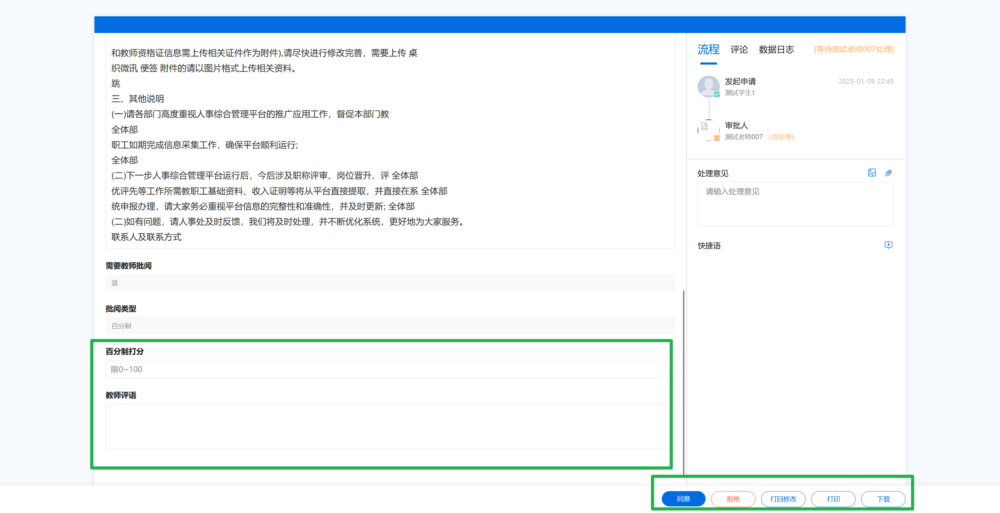 和教师资格证信息需上传相关证件作为附件),请尽快进行修改完善，需要上传 桌
织微讯 便签 附件的请以图片格式上传相关资料。
跳
三、其他说明
(一)请各部门高度重视人事综合管理平台的推广应用工作，督促本部门教
全体部
职工如期完成信息采集工作，确保平台顺利运行;
全体部
(二)下一步人事综合管理平台运行后，今后涉及职称评审、岗位晋升、评 全体部
优评先等工作所需教职工基础资料、收入证明等将从平台直接提取，并直接在系 全体部
统申报办理，请大家务必重视平台信息的完整性和准确性，并及时更新; 全体部
(二)如有问题，请人事处及时反馈，我们将及时处理，并不断优化系统，更好地为大家服务。
联系人及联系方式
需要教师批阅
是
批阅类型
百分制
百分制打分
限0~100
教师评语
流程 评论 数据日志 [等待测试老师007处理]
发起申请 2025-01-09 22:45
测试学生1
审批人
测试老师007 (待处理)
处理意见
请输入处理意见
快捷语
同意 拒绝 打回修改 打印 下载